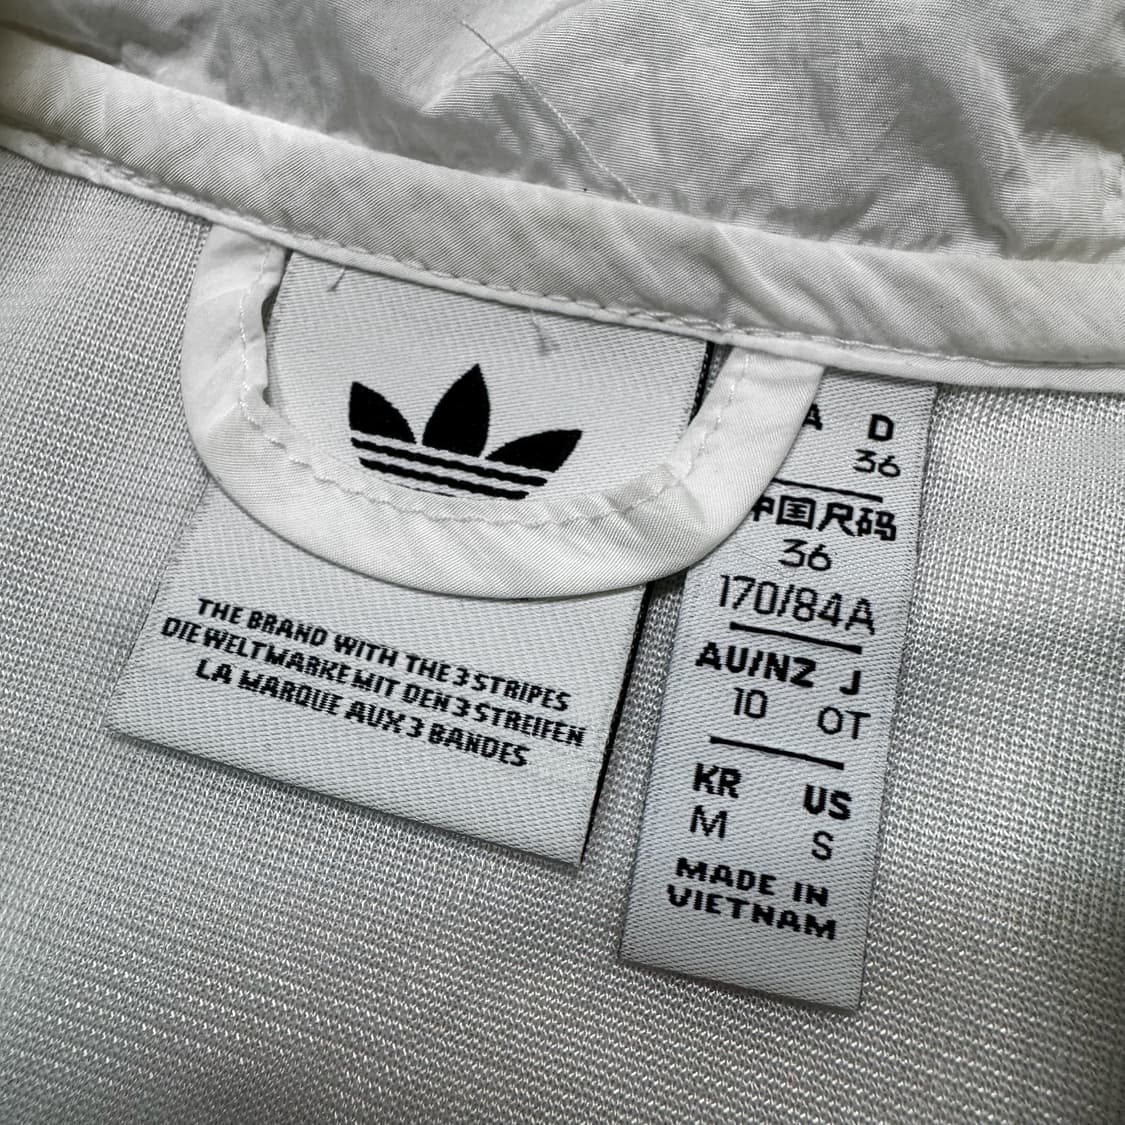 THE BRAND WITH THE 3 STRIPES
DIE WELTMARKE MIT DEN 3 STREIFEN
LA MARQUE AUX 3 BANDES
A D
36
中国尺码
36
170/84A
AU/NZ J
10 OT
KR US
M S
MADE IN
VIETNAM